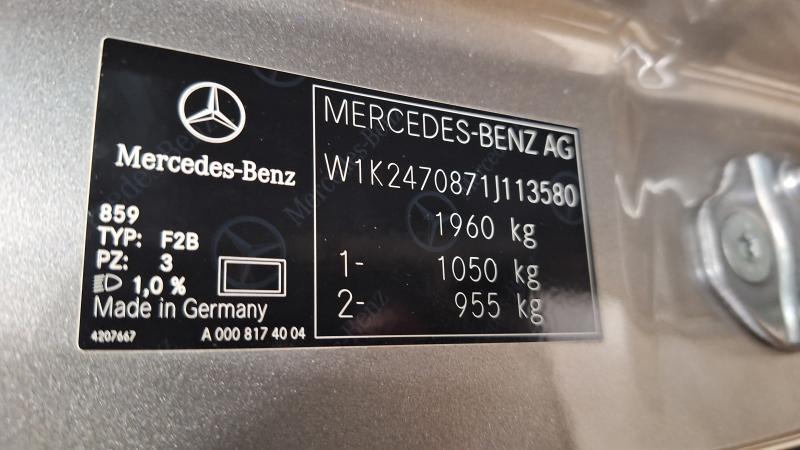 Mercedes-Benz
859
TYP: F2B
PZ: 3
1,0 %
Made in Germany
4207667 A 000 817 40 04
MERCEDES-BENZ AG
W1K2470871J113580
1960 kg
1- 1050 kg
2- 955 kg